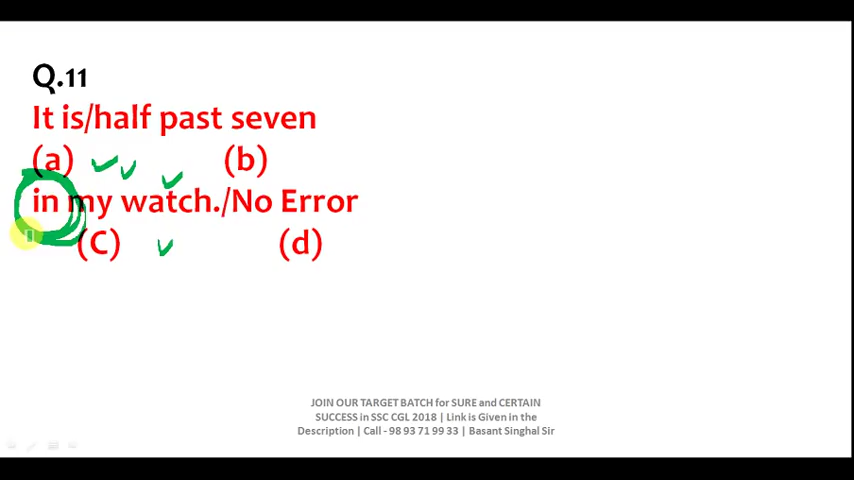 Q.11
It is/half past seven
(a) (b)
in my watch./No Error
(C) (d)
JOIN OUR TARGET BATCH for SURE and CERTAIN
SUCCESS in SSC CGL 2018 | Link is Given in the
Description | Call - 98 93 71 99 33 | Basant Singhal Sir